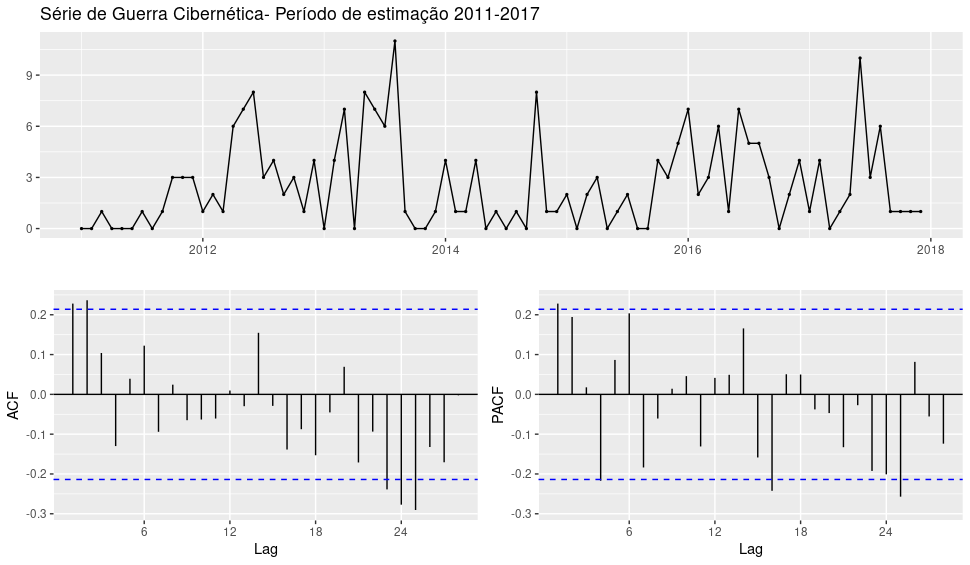 Série de Guerra Cibernética- Período de estimação 2011-2017
9
6
3
0
2012 2014 2016 2018
0.2
0.1
0.0
-0.1
-0.2
-0.3
ACF
6 12 18 24
Lag
0.2
0.1
0.0
-0.1
-0.2
-0.3
PACF
6 12 18 24
Lag